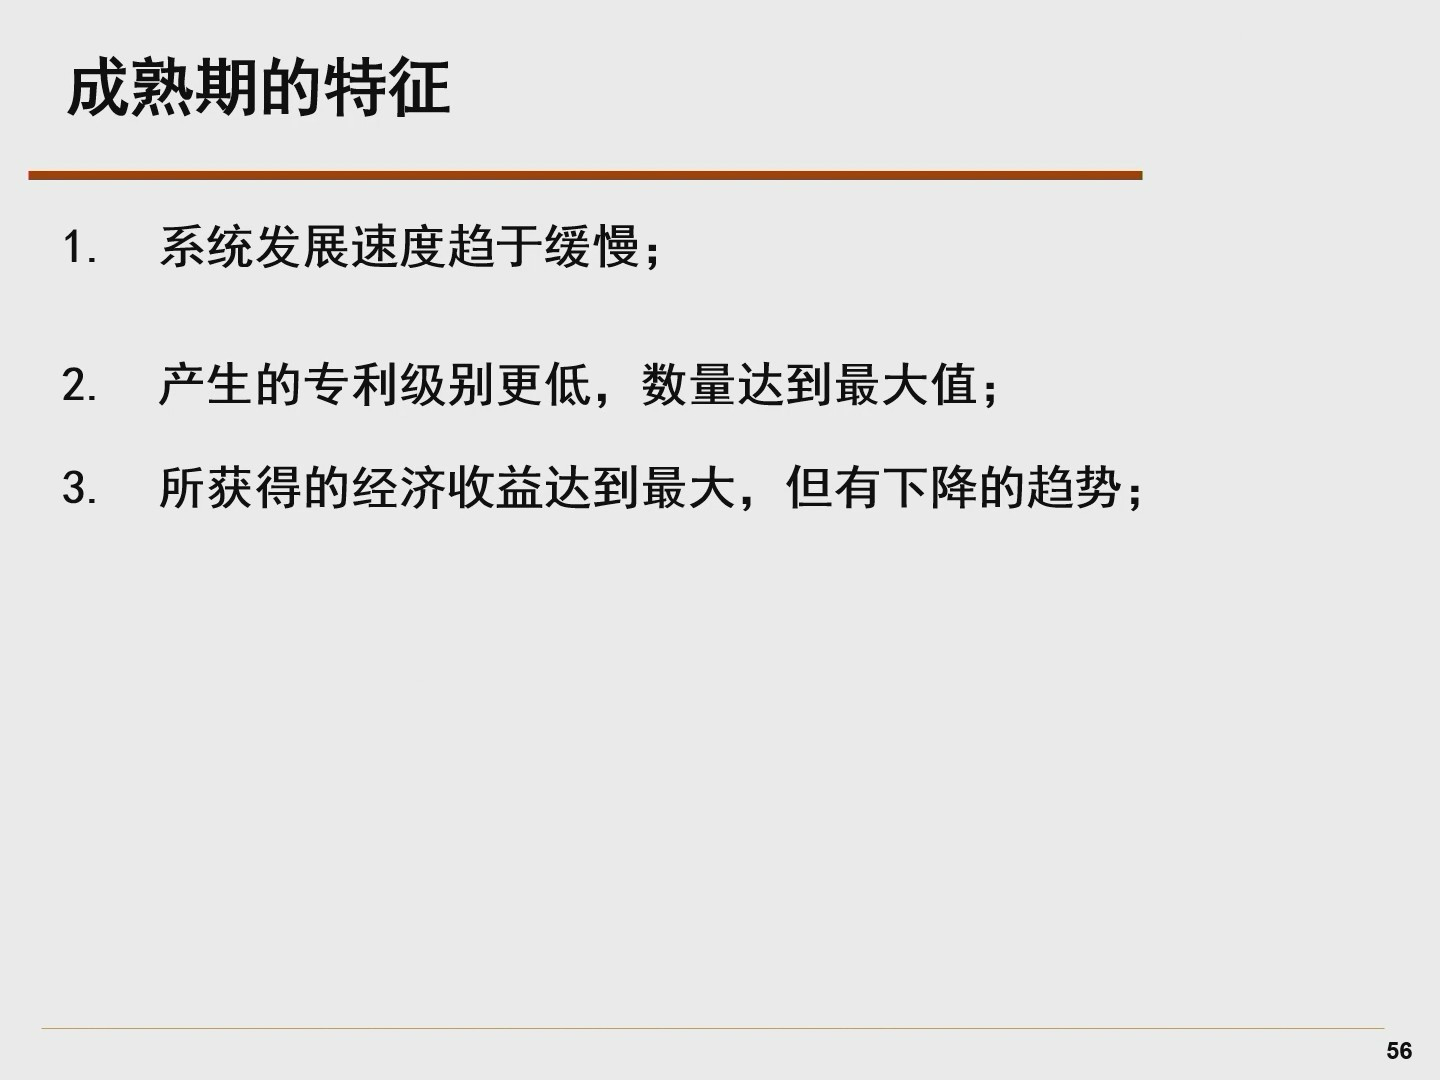 成熟期的特征
1. 系统发展速度趋于缓慢；
2. 产生的专利级别更低，数量达到最大值；
3. 所获得的经济收益达到最大，但有下降的趋势；
56